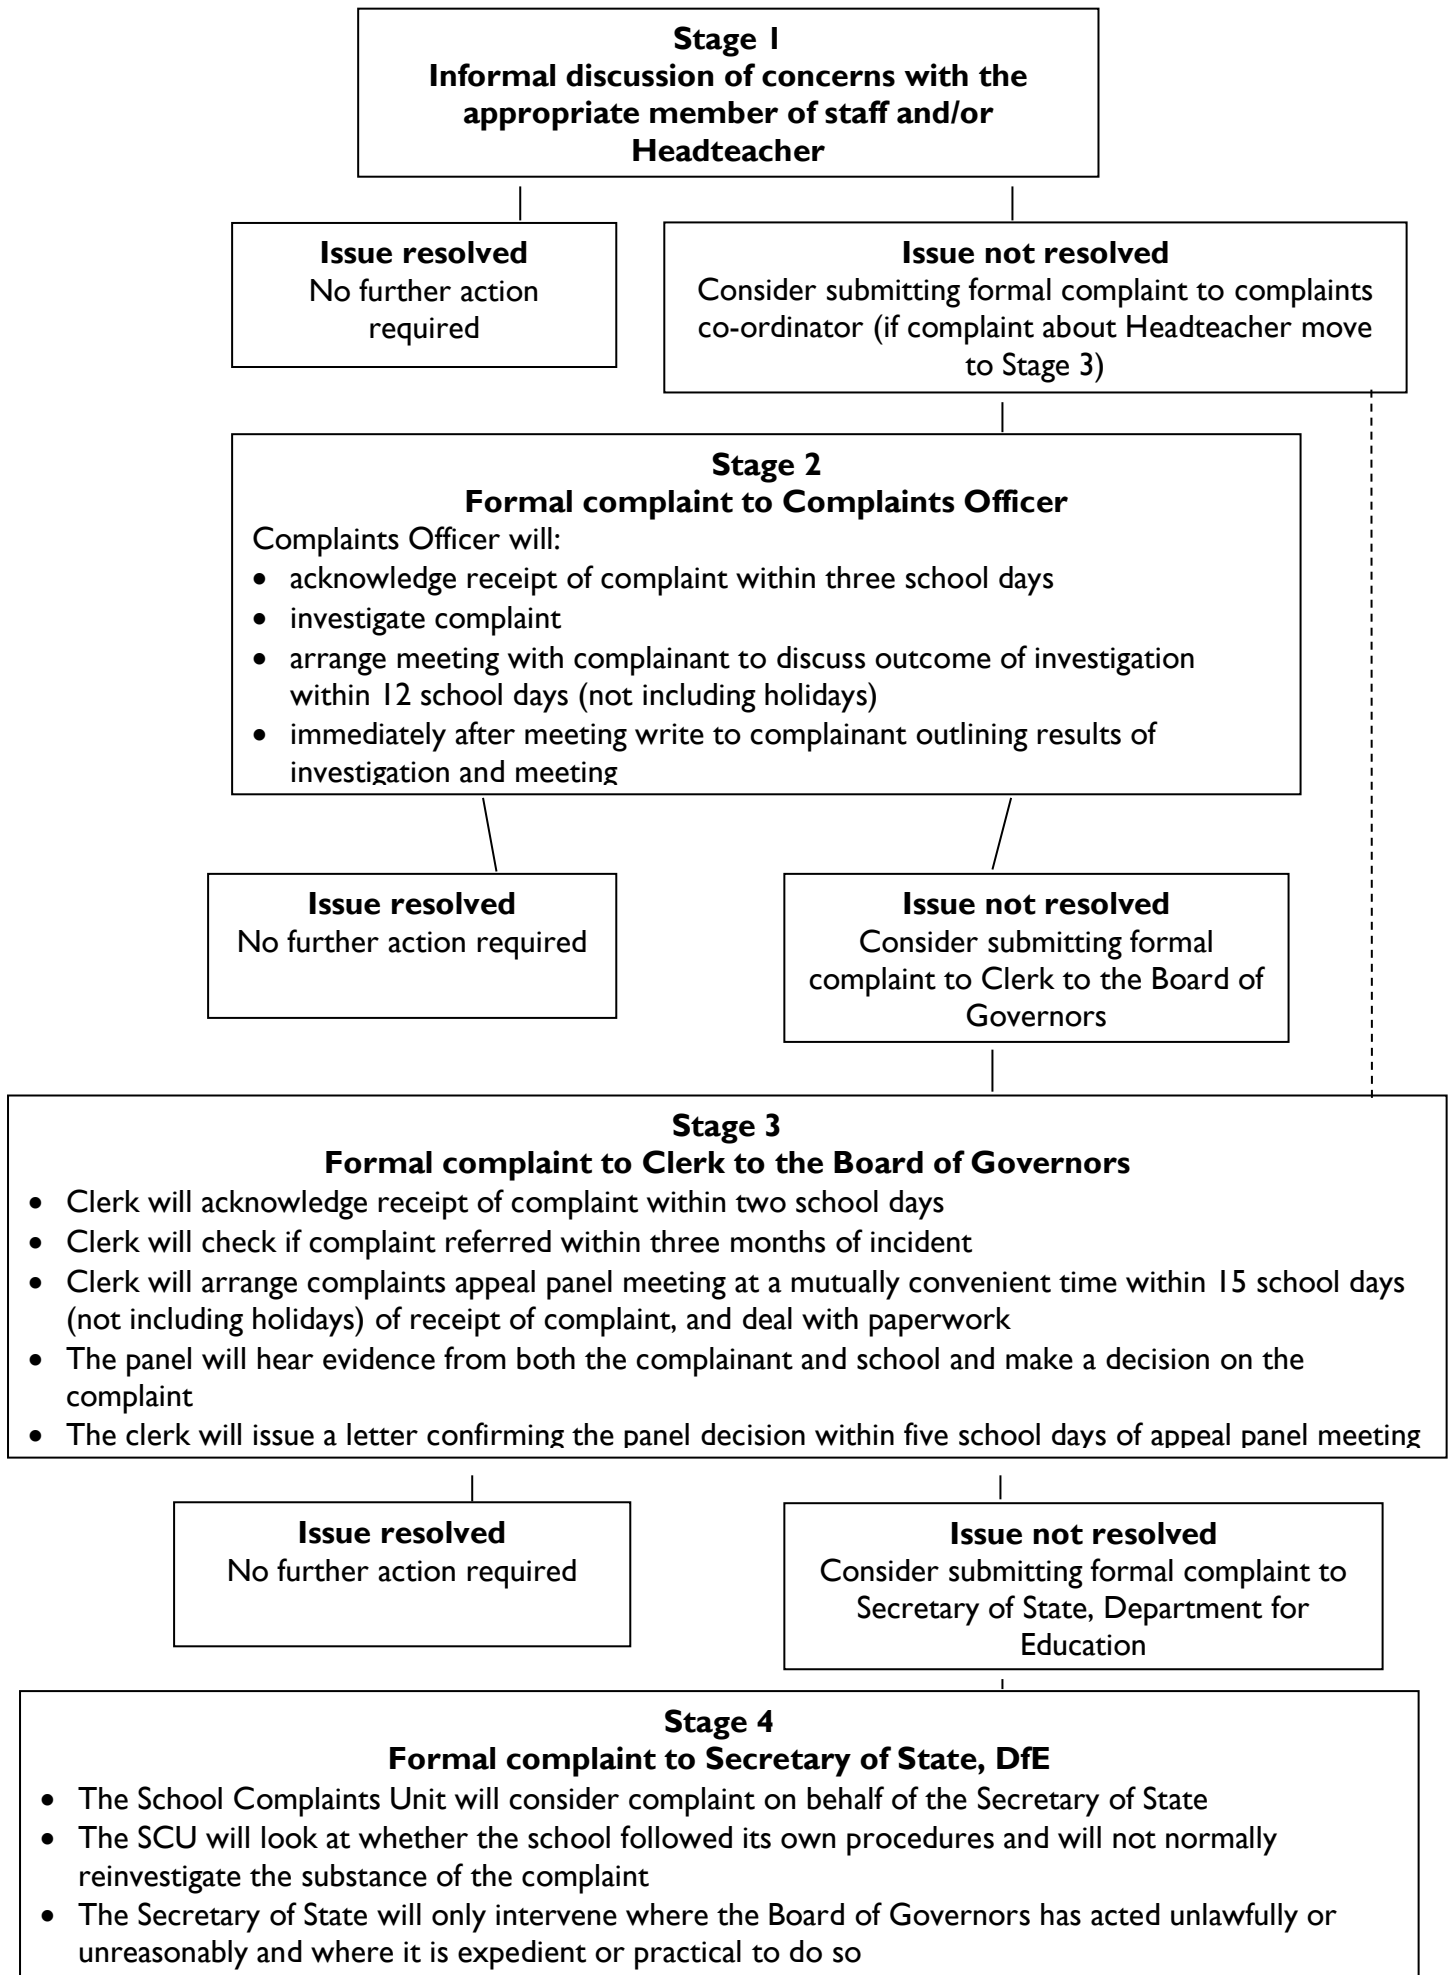 Stage 1
Informal discussion of concerns with the
appropriate member of staff and/or
Headteacher
Issue resolved
No further action
required
Issue not resolved
Consider submitting formal complaint to complaints
co-ordinator (if complaint about Headteacher move
to Stage 3)
Stage 2
Formal complaint to Complaints Officer
Complaints Officer will:
• acknowledge receipt of complaint within three school days
• investigate complaint
• arrange meeting with complainant to discuss outcome of investigation
within 12 school days (not including holidays)
• immediately after meeting write to complainant outlining results of
investigation and meeting
Issue resolved
No further action required
Issue not resolved
Consider submitting formal
complaint to Clerk to the Board of
Governors
Stage 3
Formal complaint to Clerk to the Board of Governors
• Clerk will acknowledge receipt of complaint within two school days
• Clerk will check if complaint referred within three months of incident
• Clerk will arrange complaints appeal panel meeting at a mutually convenient time within 15 school days
(not including holidays) of receipt of complaint, and deal with paperwork
• The panel will hear evidence from both the complainant and school and make a decision on the
complaint
• The clerk will issue a letter confirming the panel decision within five school days of appeal panel meeting
Issue resolved
No further action required
Issue not resolved
Consider submitting formal complaint to
Secretary of State, Department for
Education
Stage 4
Formal complaint to Secretary of State, DfE
• The School Complaints Unit will consider complaint on behalf of the Secretary of State
• The SCU will look at whether the school followed its own procedures and will not normally
reinvestigate the substance of the complaint
• The Secretary of State will only intervene where the Board of Governors has acted unlawfully or
unreasonably and where it is expedient or practical to do so